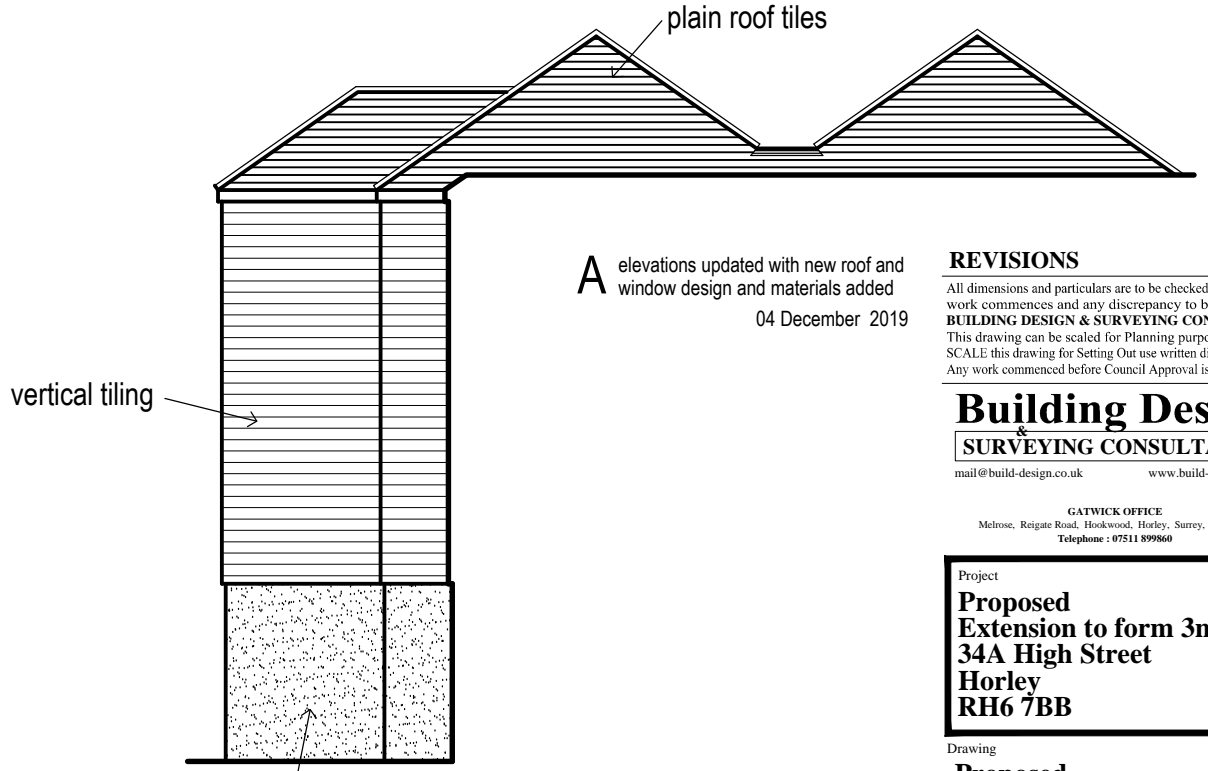 plain roof tiles
vertical tiling
A
elevations updated with new roof and
window design and materials added
04 December 2019
REVISIONS
All dimensions and particulars are to be checked
work commences and any discrepancy to b
BUILDING DESIGN & SURVEYING CON
This drawing can be scaled for Planning purpo
SCALE this drawing for Setting Out use written di
Any work commenced before Council Approval is
Building Des
&
SURVEYING CONSULTA
mail@build-design.co.uk www.build-
GATWICK OFFICE
Melrose, Reigate Road, Hookwood, Horley, Surrey,
Telephone : 07511 899860
Project
Proposed
Extension to form 3n
34A High Street
Horley
RH6 7BB
Drawing
Proposed